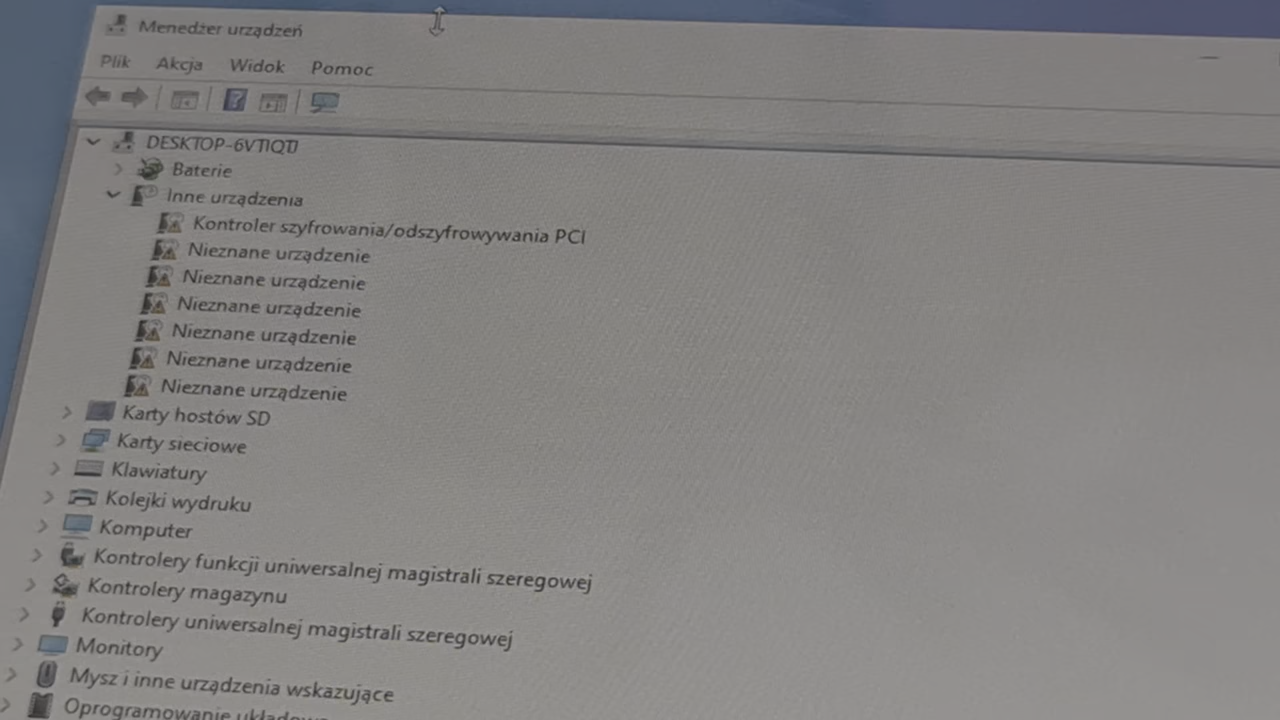 Menedżer urządzeń
Plik Akcja Widok Pomoc
DESKTOP-6VTIQTJ
Baterie
Inne urządzenia
Kontroler szyfrowania/odszyfrowywania PCI
Nieznane urządzenie
Nieznane urządzenie
Nieznane urządzenie
Nieznane urządzenie
Nieznane urządzenie
Nieznane urządzenie
Karty hostów SD
Karty sieciowe
Klawiatury
Kolejki wydruku
Komputer
Kontrolery funkcji uniwersalnej magistrali szeregowej
Kontrolery magazynu
Kontrolery uniwersalnej magistrali szeregowej
Monitory
Mysz i inne urządzenia wskazujące
Oprogramowanie